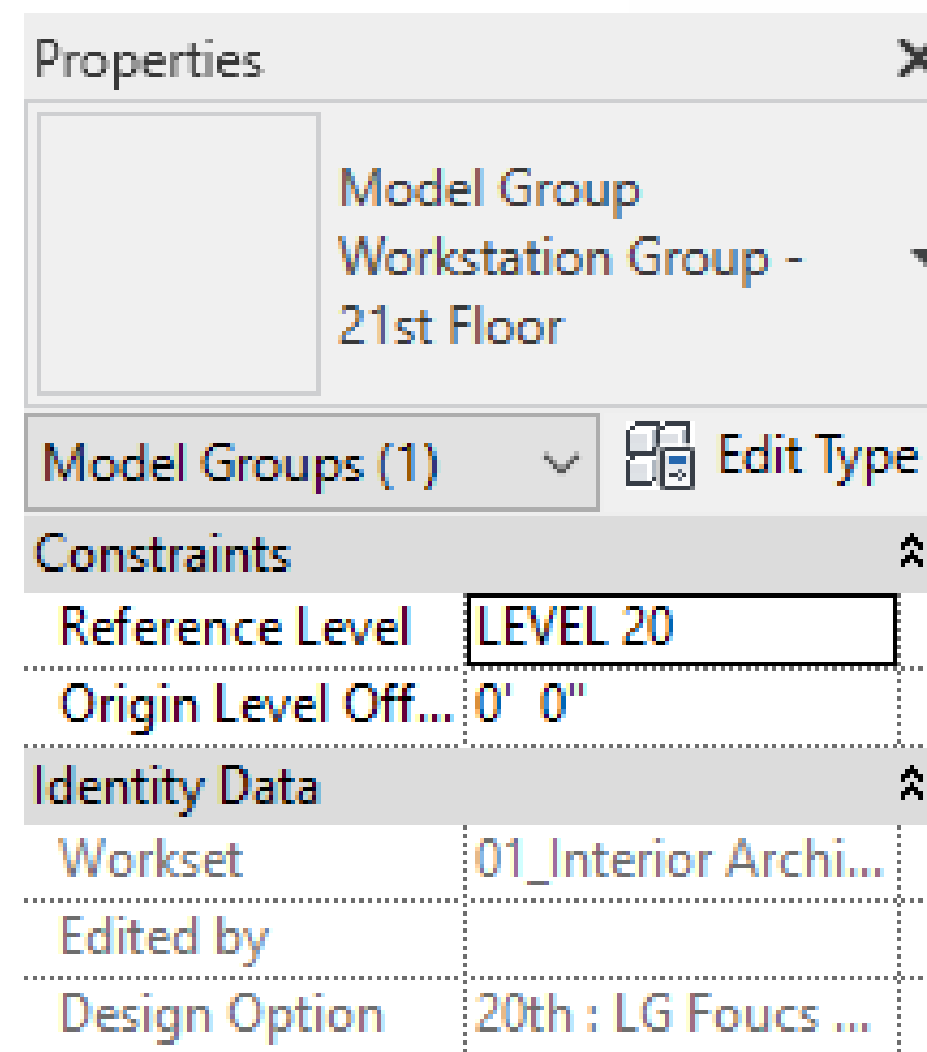 Properties
Model Group
Workstation Group -
21st Floor
Model Groups (1)
Edit Type
Constraints
Reference Level LEVEL 20
Origin Level Off... 0'  0"
Identity Data
Workset 01_Interior Archi...
Edited by
Design Option 20th : LG Foucs ...